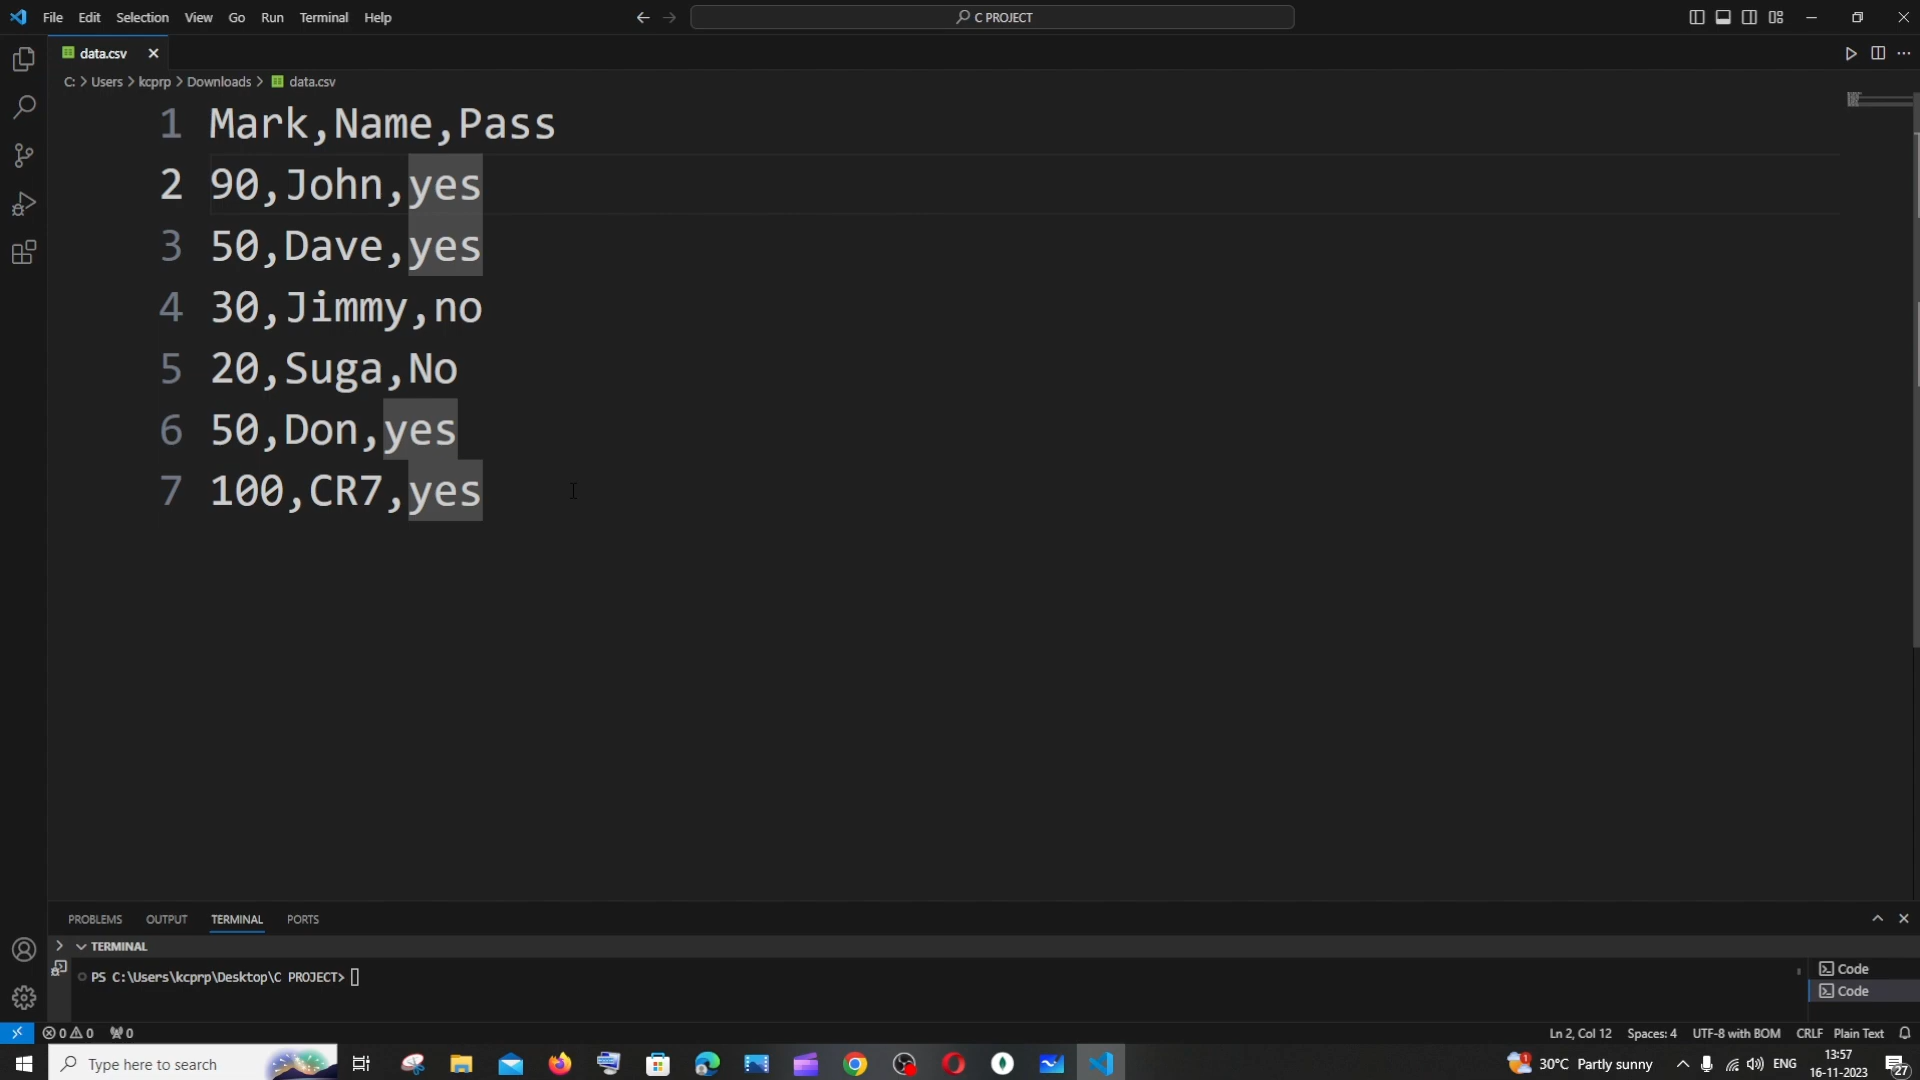 File Edit Selection View Go Run Terminal Help
C PROJECT
data.csv
C: > Users > kcprp > Downloads > data.csv
1 Mark,Name,Pass
2 90,John,yes
3 50,Dave,yes
4 30,Jimmy,no
5 20,Suga,No
6 50,Don,yes
7 100,CR7,yes
PROBLEMS OUTPUT TERMINAL PORTS
TERMINAL
PS C:\Users\kcprp\Desktop\C PROJECT>
Code
Code
0 0 0
Ln 2, Col 12 Spaces: 4 UTF-8 with BOM CRLF Plain Text
Type here to search
1
30°C Partly sunny
ENG
13:57
16-11-2023
27